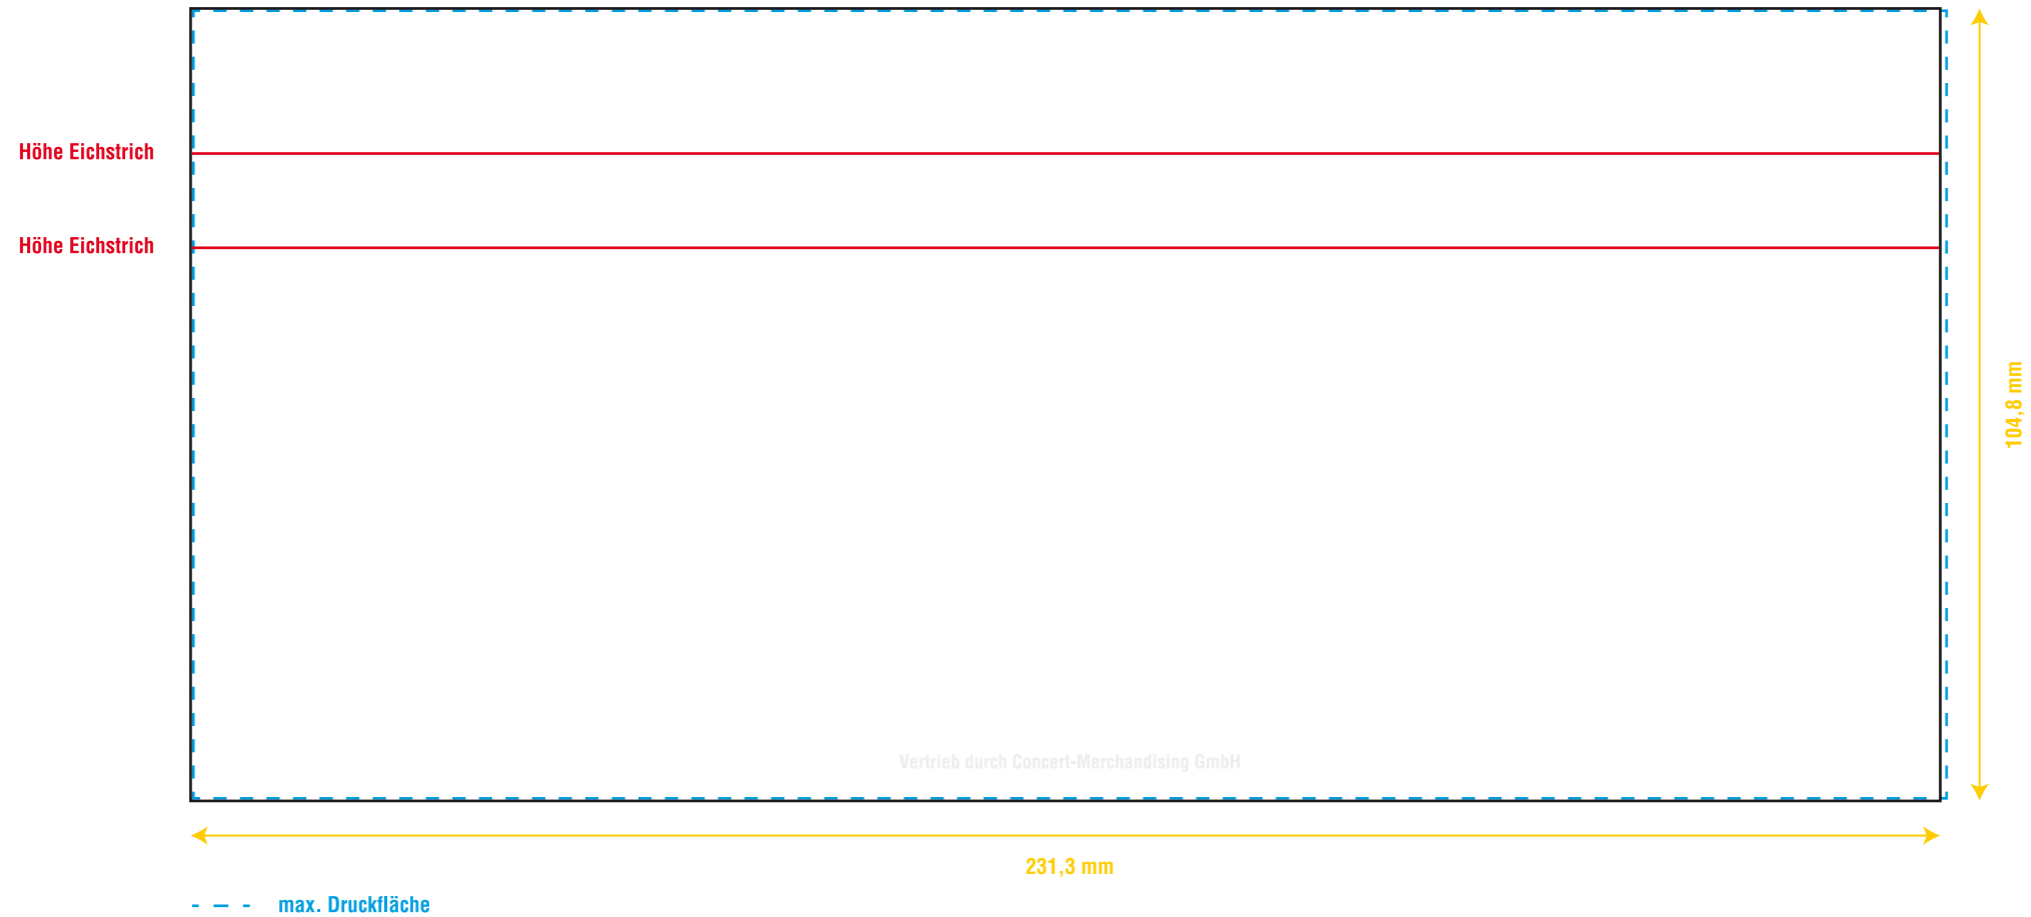 Höhe Eichstrich
Höhe Eichstrich
104,8 mm
Vertrieb durch Concert-Merchandising GmbH
231,3 mm
max. Druckfläche